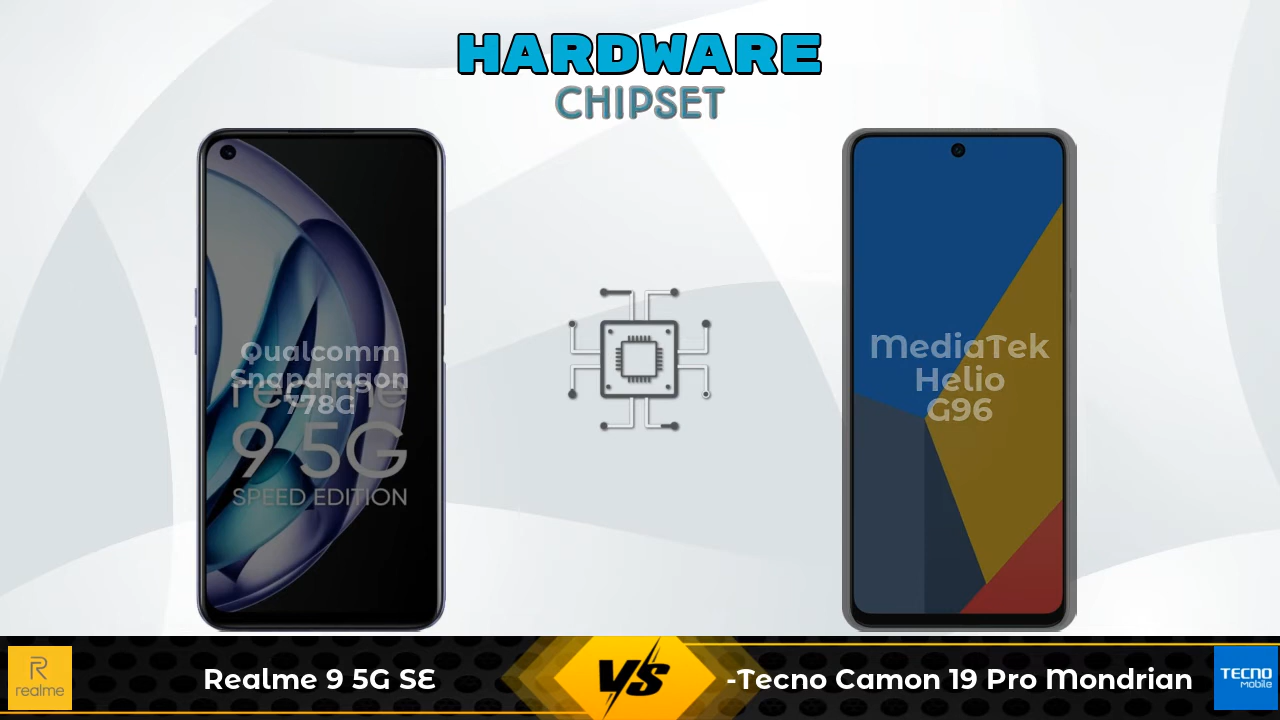 HARDWARE
CHIPSET
Qualcomm
Snapdragon
778G
realme
9 5G
SPEED EDITION
MediaTek
Helio
G96
realme
Realme 9 5G SE
VS
-Tecno Camon 19 Pro Mondrian
TECNO
mobile